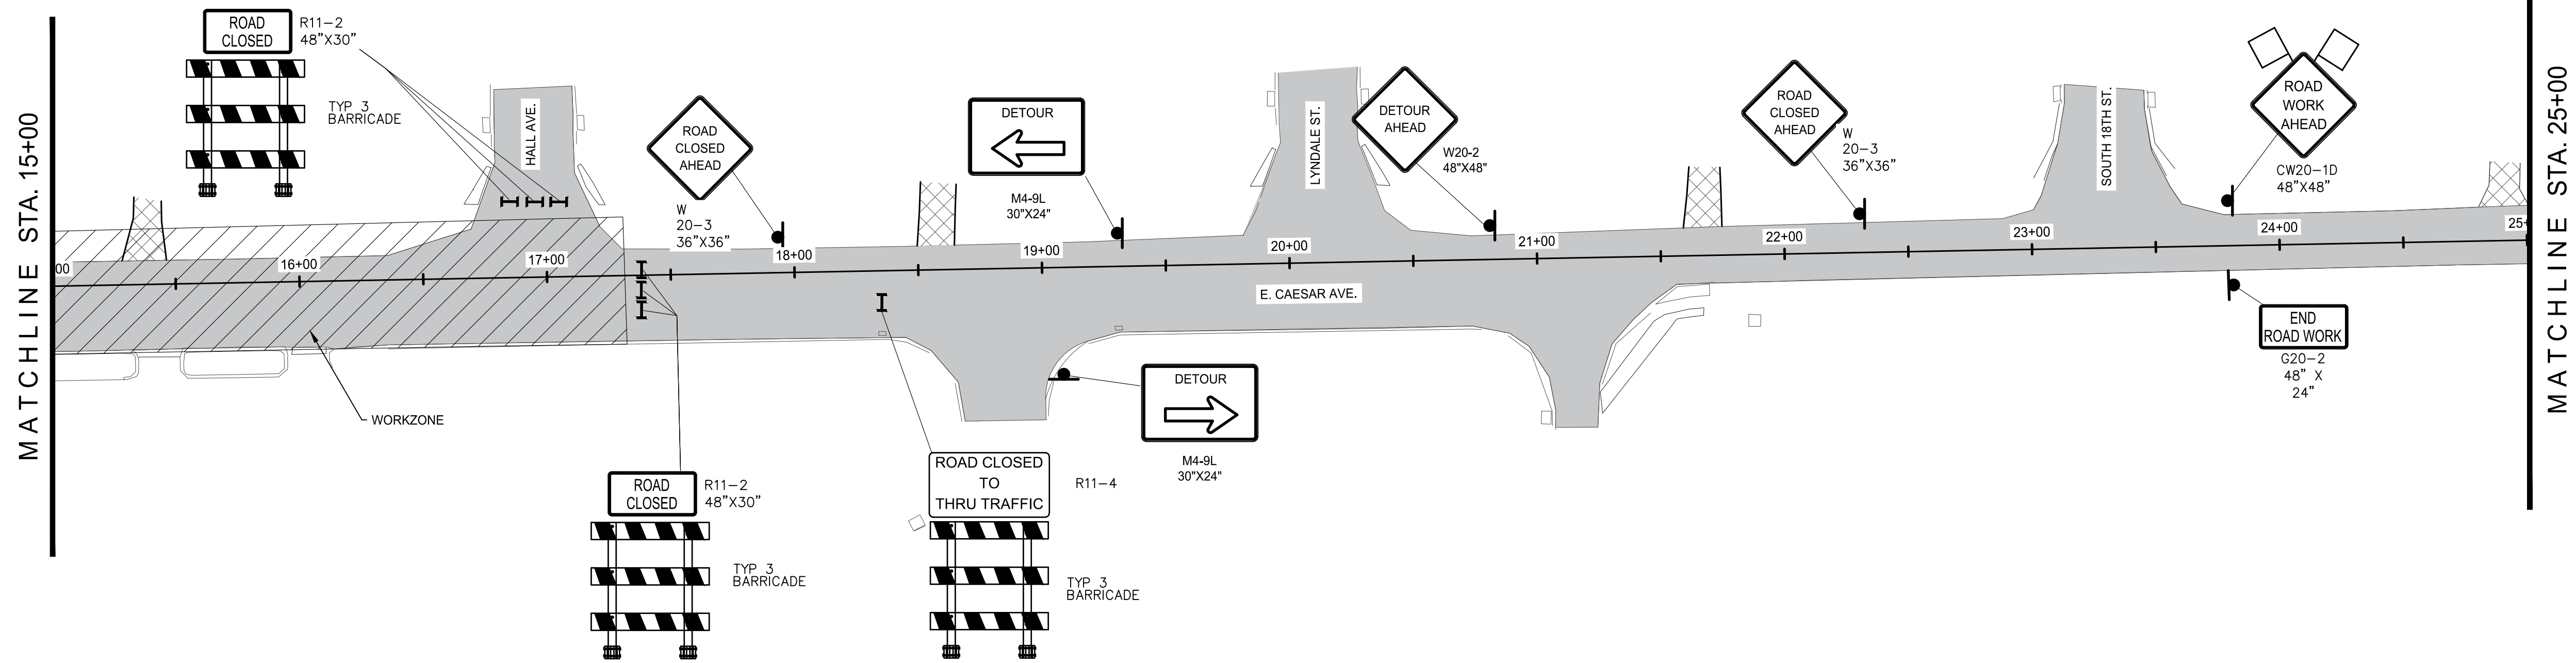 MATCHLINE STA. 15+00
ROAD
CLOSED
R11-2
48"X30"
TYP 3
BARRICADE
HALL AVE.
ROAD
CLOSED
AHEAD
W
20-3
36"X36"
DETOUR
M4-9L
30"X24"
LYNDALE ST.
DETOUR
AHEAD
W20-2
48"X48"
ROAD
CLOSED
AHEAD
W
20-3
36"X36"
SOUTH 18TH ST.
ROAD
WORK
AHEAD
CW20-1D
48"X48"
MATCHLINE STA. 25+00
00
16+00
17+00
18+00
19+00
20+00
21+00
22+00
23+00
24+00
25+
E. CAESAR AVE.
WORKZONE
END
ROAD WORK
G20-2
48" X
24"
DETOUR
M4-9L
30"X24"
ROAD
CLOSED
R11-2
48"X30"
TYP 3
BARRICADE
ROAD CLOSED
TO
THRU TRAFFIC
R11-4
TYP 3
BARRICADE